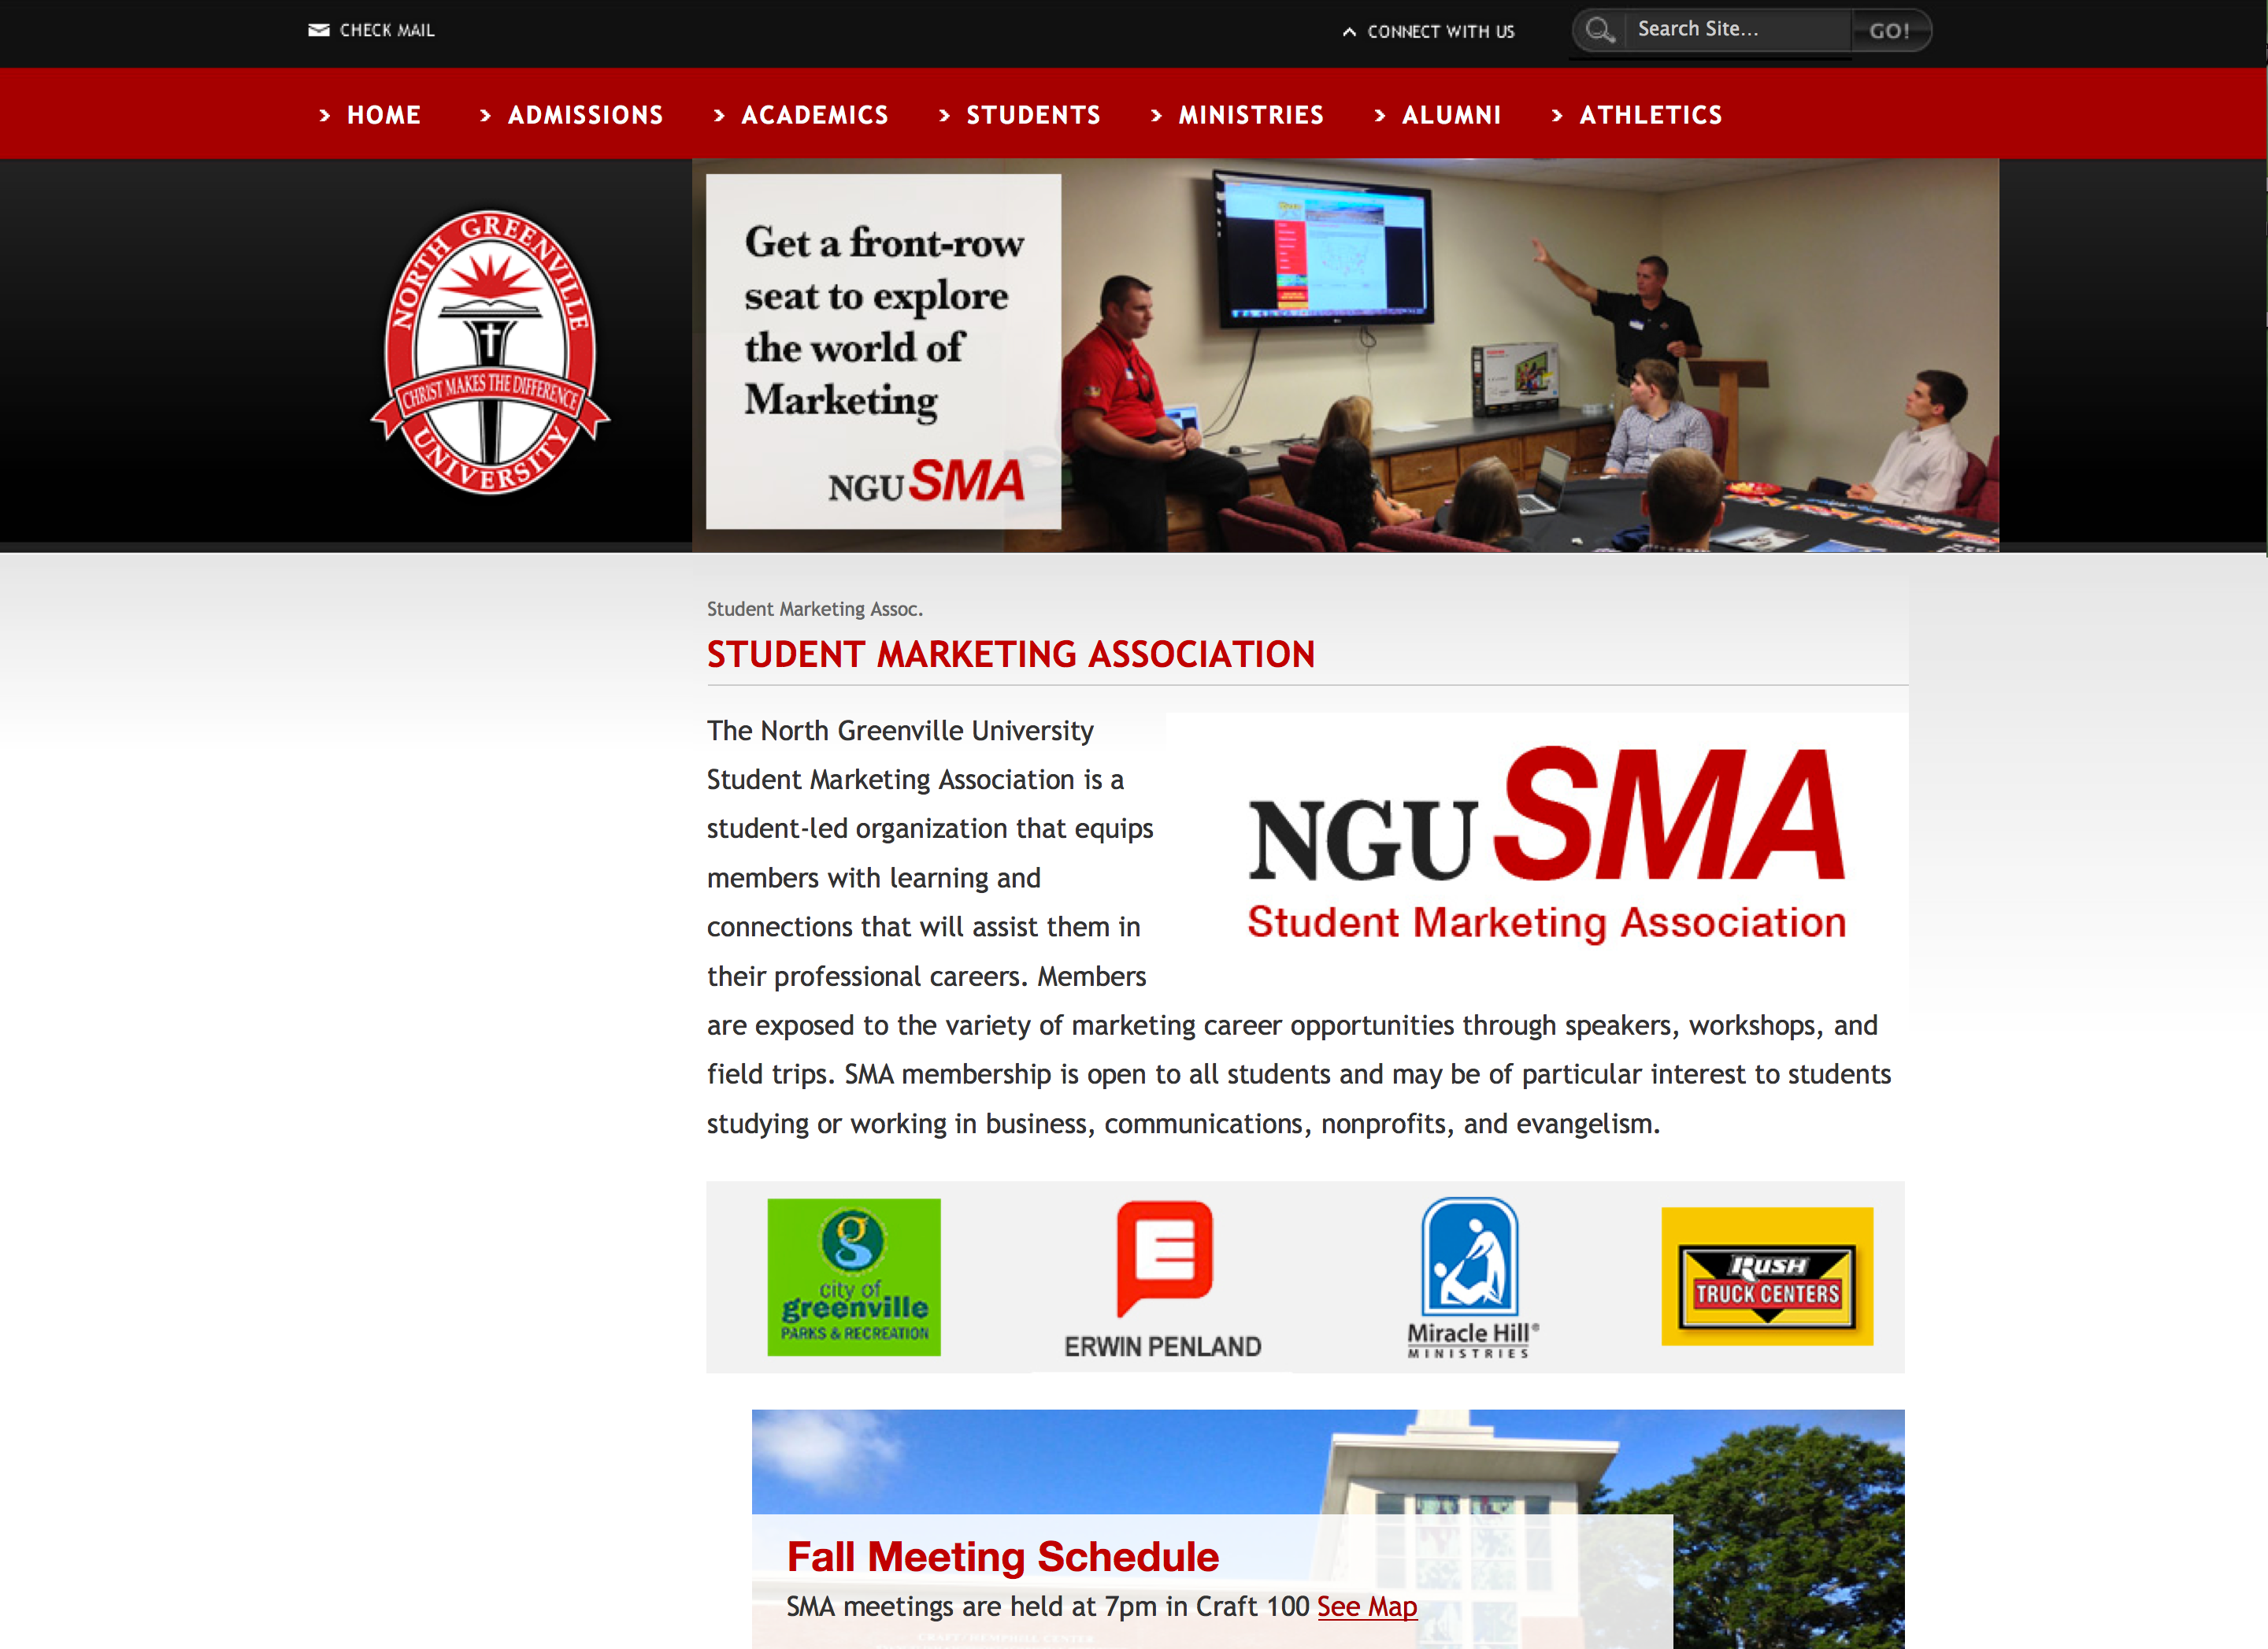 CHECK MAIL
CONNECT WITH US
Search Site...
GO!
HOME
ADMISSIONS
ACADEMICS
STUDENTS
MINISTRIES
ALUMNI
ATHLETICS
NORTH GREENVILLE
CHRIST MAKES THE DIFFERENCE
UNIVERSITY
Get a front-row
seat to explore
the world of
Marketing
NGU SMA
Student Marketing Assoc.
STUDENT MARKETING ASSOCIATION
The North Greenville University
Student Marketing Association is a
student-led organization that equips
members with learning and
connections that will assist them in
their professional careers. Members
are exposed to the variety of marketing career opportunities through speakers, workshops, and
field trips. SMA membership is open to all students and may be of particular interest to students
studying or working in business, communications, nonprofits, and evangelism.
NGU SMA
Student Marketing Association
g
city of
greenville
PARKS & RECREATION
E
ERWIN PENLAND
Miracle Hill®
MINISTRIES
RUSH
TRUCK CENTERS
Fall Meeting Schedule
SMA meetings are held at 7pm in Craft 100 See Map
CRAFT-HEMPHILL CENTER